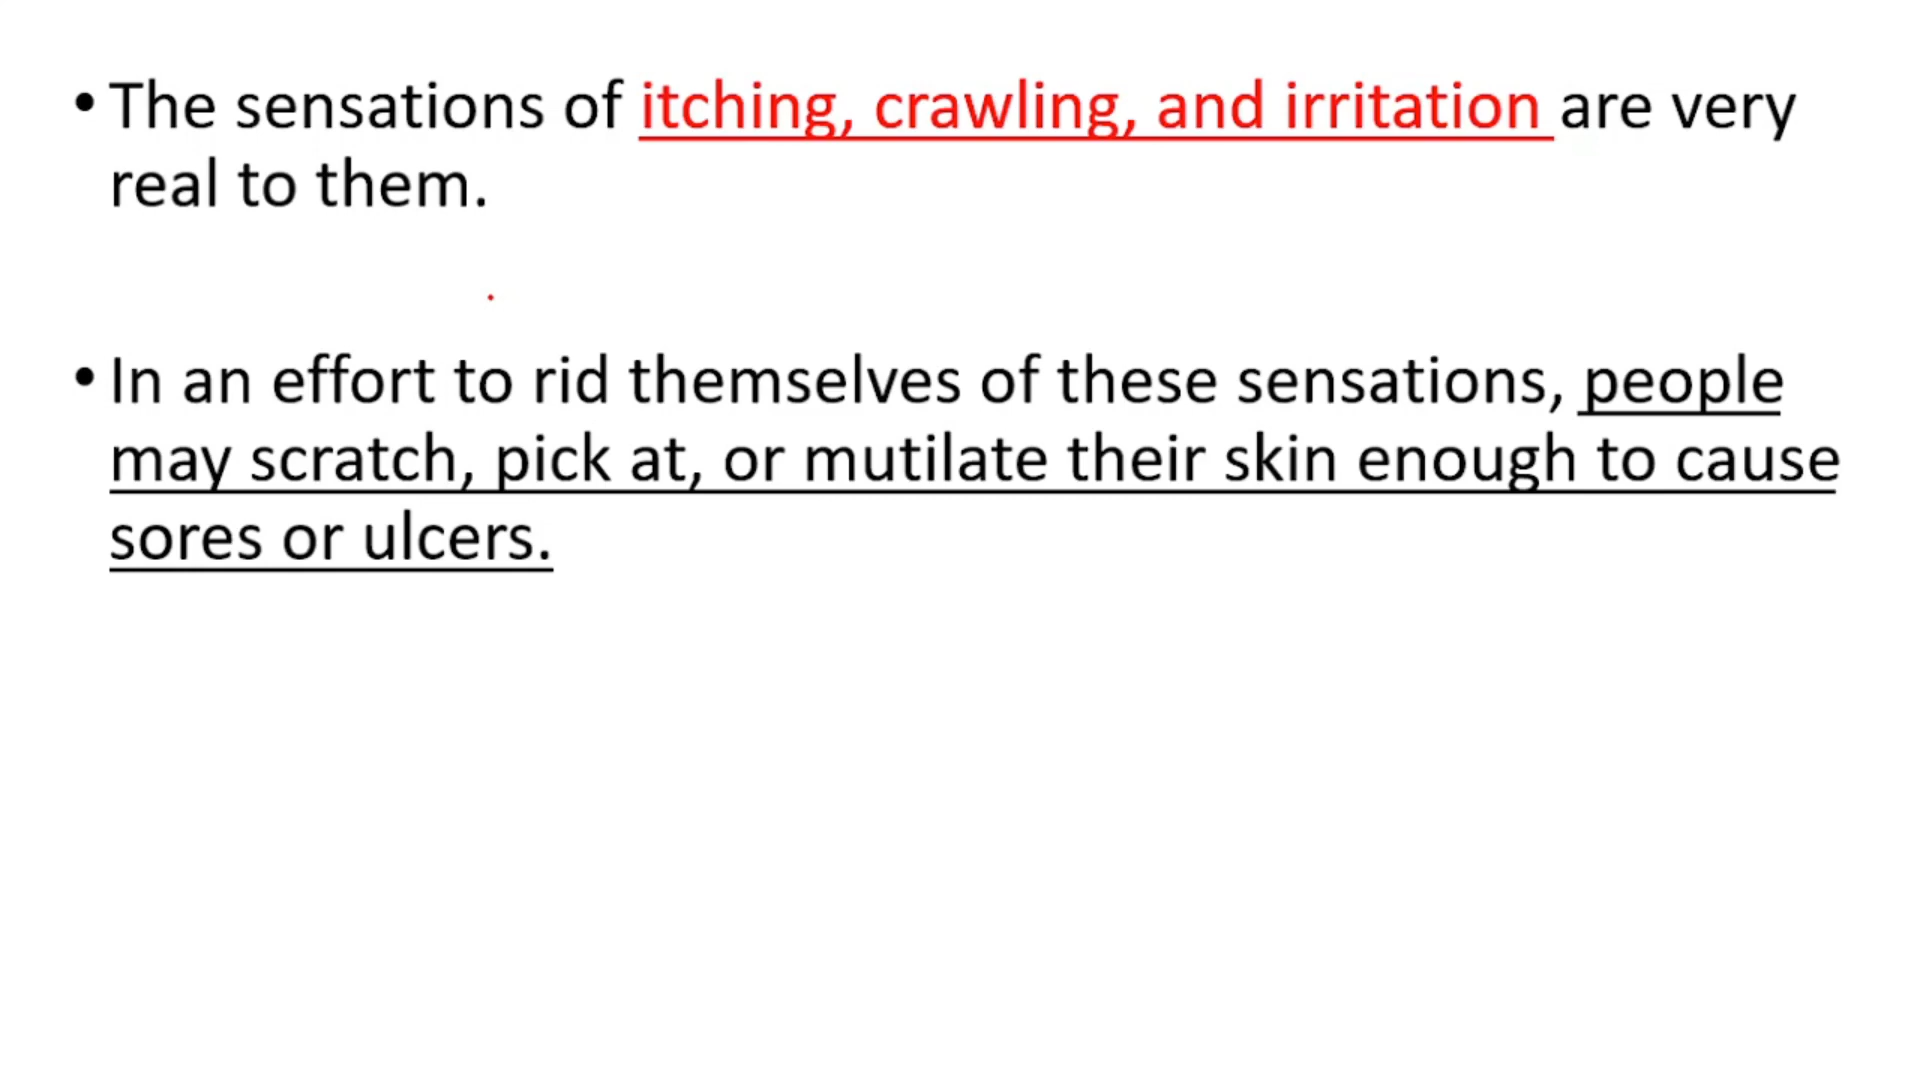 • The sensations of itching, crawling, and irritation are very
real to them.
• In an effort to rid themselves of these sensations, people
may scratch, pick at, or mutilate their skin enough to cause
sores or ulcers.